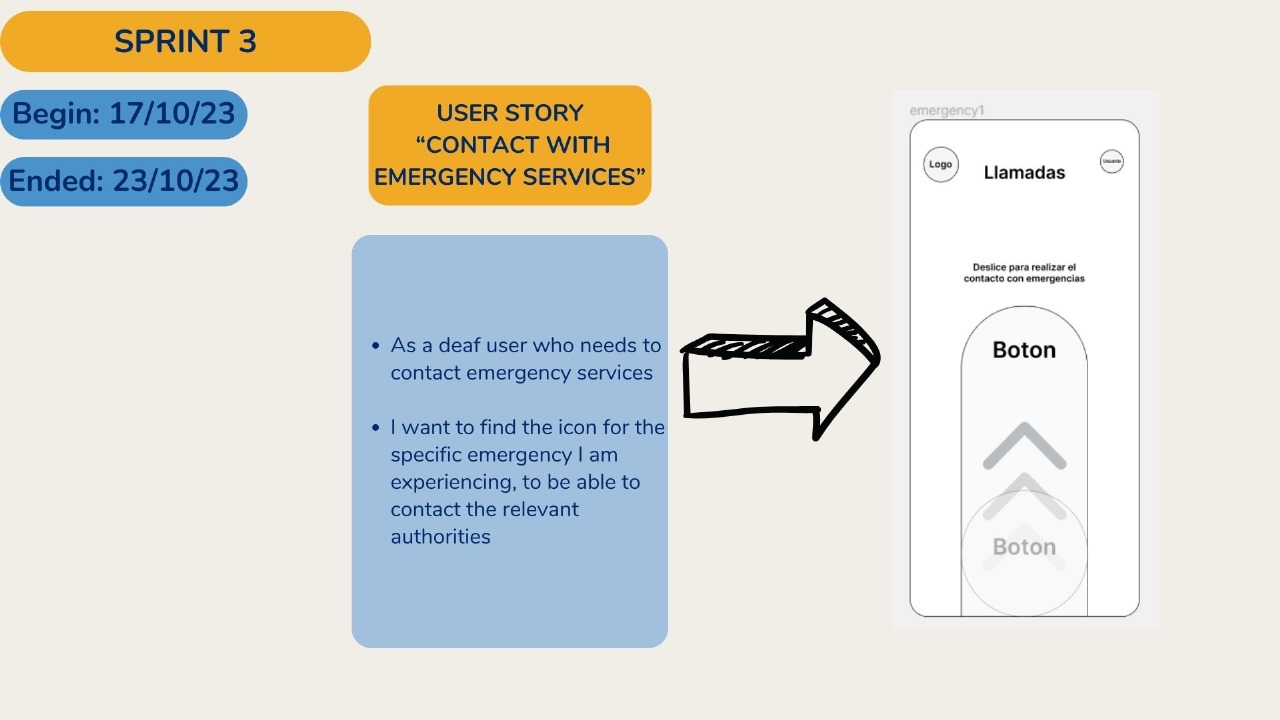 SPRINT 3
Begin: 17/10/23
Ended: 23/10/23
USER STORY
“CONTACT WITH
EMERGENCY SERVICES”
• As a deaf user who needs to
contact emergency services
• I want to find the icon for the
specific emergency I am
experiencing, to be able to
contact the relevant
authorities
emergency1
Logo
Llamadas
Usuario
Deslice para realizar el
contacto con emergencias
Boton
Boton